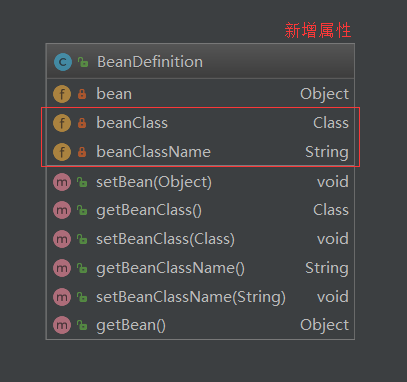 新增属性
BeanDefinition
bean Object
beanClass Class
beanClassName String
setBean(Object) void
getBeanClass() Class
setBeanClass(Class) void
getBeanClassName() String
setBeanClassName(String) void
getBean() Object